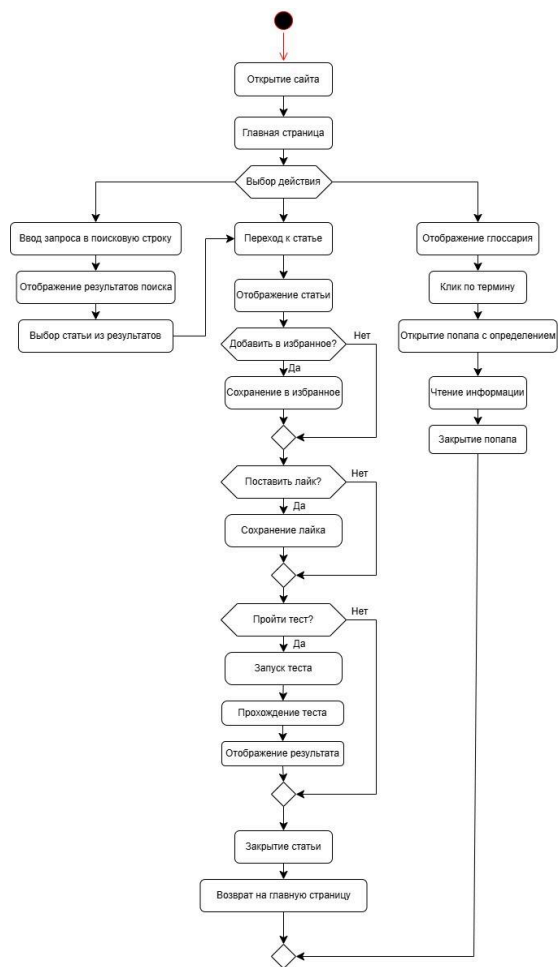 Открытие сайта
Главная страница
Выбор действия
Ввод запроса в поисковую строку
Переход к статье
Отображение глоссария
Отображение результатов поиска
Отображение статьи
Клик по термину
Выбор статьи из результатов
Добавить в избранное?
Нет
Открытие попапа с определением
Да
Сохранение в избранное
Чтение информации
Закрытие попапа
Поставить лайк?
Нет
Да
Сохранение лайка
Пройти тест?
Нет
Да
Запуск теста
Прохождение теста
Отображение результата
Закрытие статьи
Возврат на главную страницу